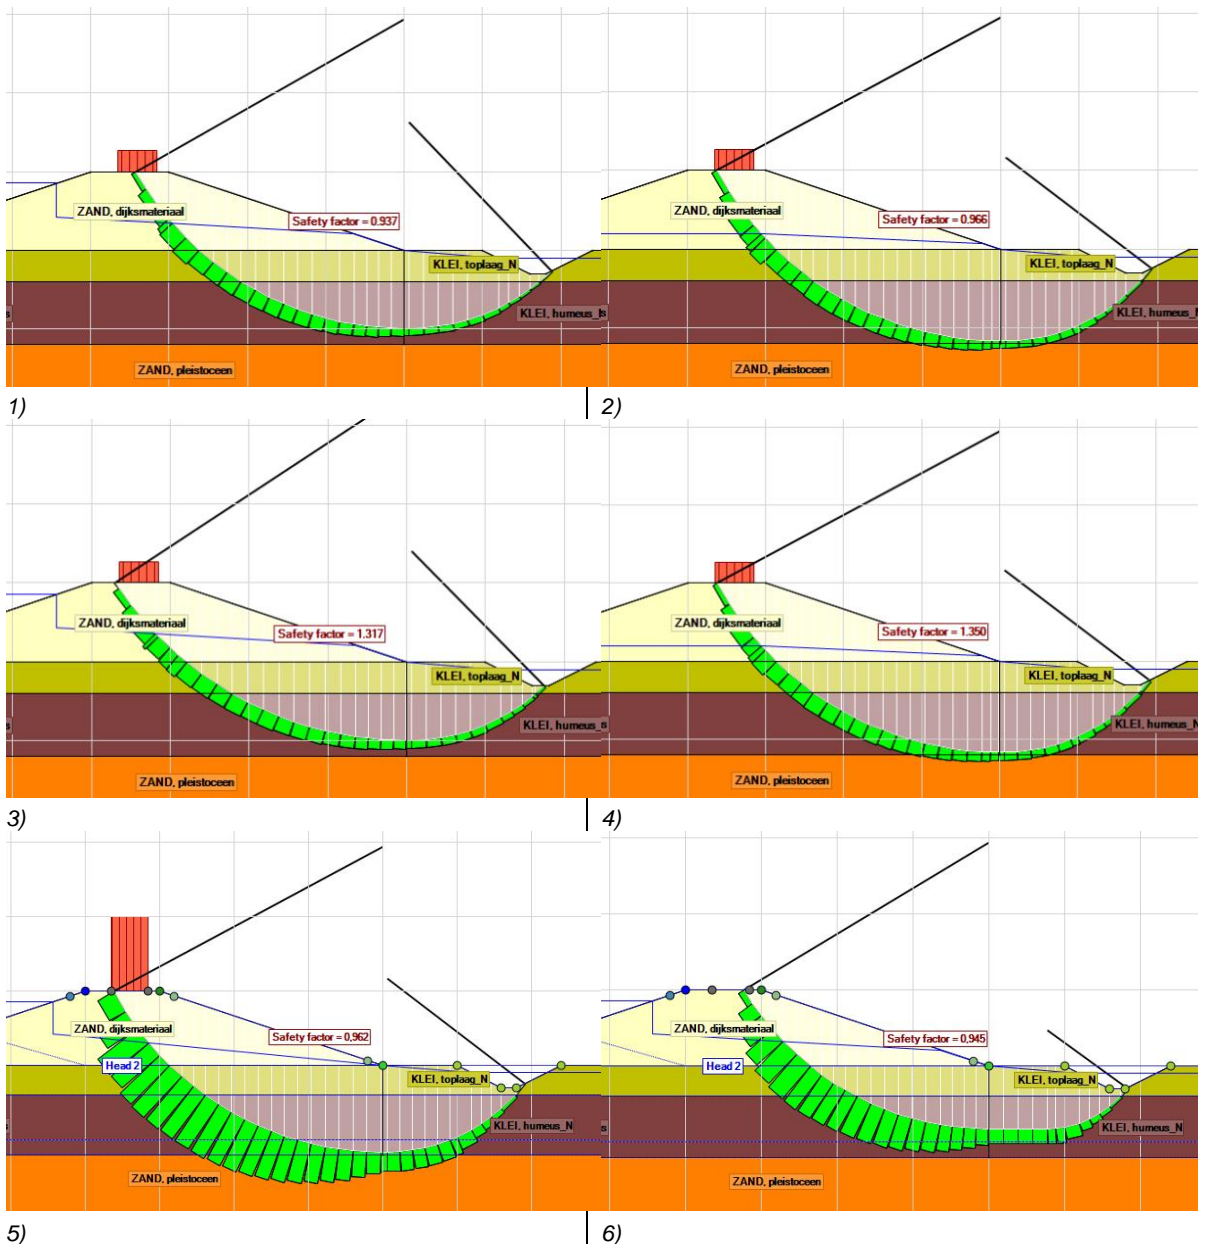 ZAND, dijksmateriaal
Safety factor = 0.937
KLEI, toplaag_N
KLEI, humeus_ls
s
ZAND, pleistoceen
1)
ZAND, dijksmateriaal
Safety factor = 0.966
KLEI, toplaag_N
KLEI, humeus_N
ZAND, pleistoceen
2)
ZAND, dijksmateriaal
Safety factor = 1.317
KLEI, toplaag_N
KLEI, humeus_s
s
ZAND, pleistoceen
3)
ZAND, dijksmateriaal
Safety factor = 1.350
KLEI, toplaag_N
KLEI, humeus_N
ZAND, pleistoceen
4)
ZAND, dijksmateriaal
Safety factor = 0,962
Head 2
KLEI, toplaag_N
KLEI, humeus_N
s
ZAND, pleistoceen
5)
ZAND, dijksmateriaal
Safety factor = 0,945
Head 2
KLEI, toplaag_N
KLEI, humeus_N
s
ZAND, pleistoceen
6)